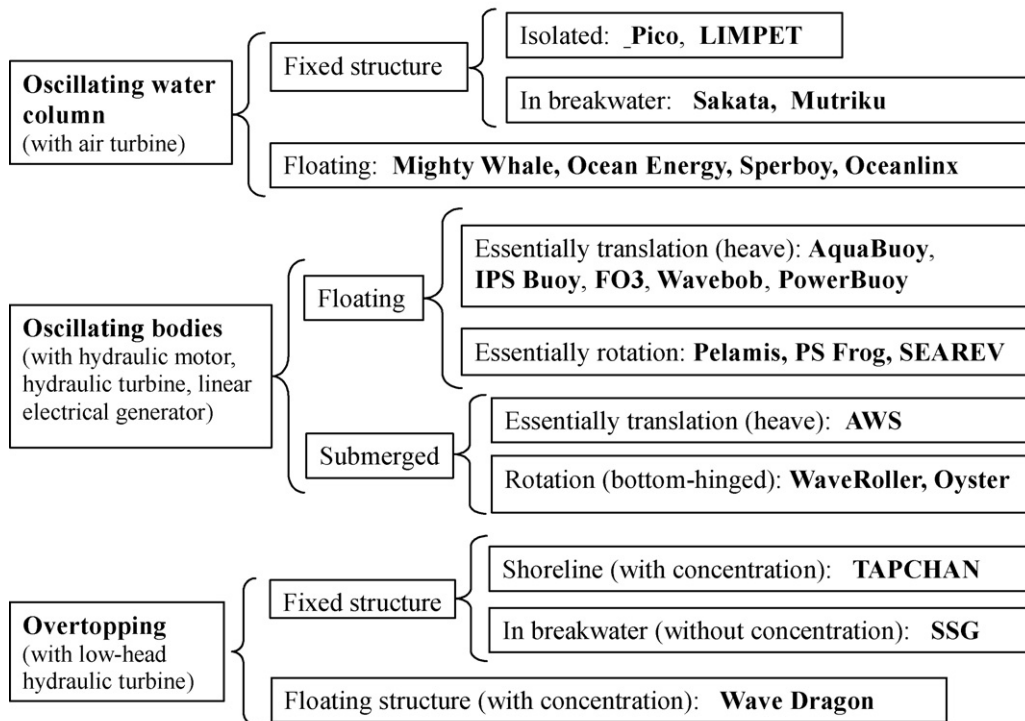 Oscillating water
column
(with air turbine)
Fixed structure
Isolated: _Pico, LIMPET
In breakwater: Sakata, Mutriku
Floating: Mighty Whale, Ocean Energy, Sperboy, Oceanlinx
Oscillating bodies
(with hydraulic motor,
hydraulic turbine, linear
electrical generator)
Floating
Essentially translation (heave): AquaBuoy,
IPS Buoy, FO3, Wavebob, PowerBuoy
Essentially rotation: Pelamis, PS Frog, SEAREV
Submerged
Essentially translation (heave): AWS
Rotation (bottom-hinged): WaveRoller, Oyster
Overtopping
(with low-head
hydraulic turbine)
Fixed structure
Shoreline (with concentration): TAPCHAN
In breakwater (without concentration): SSG
Floating structure (with concentration): Wave Dragon